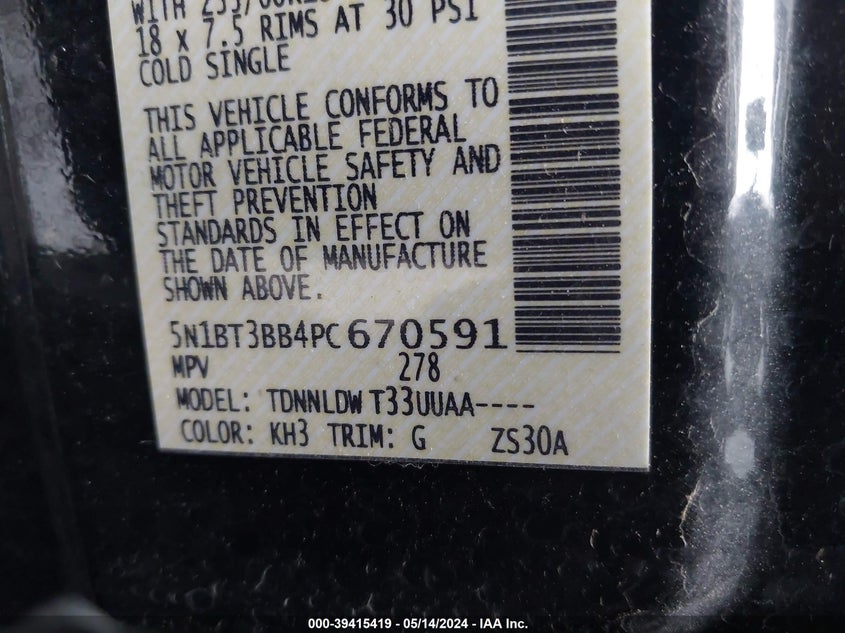 18 x 7.5 RIMS AT 30 PSI
COLD SINGLE
THIS VEHICLE CONFORMS TO
ALL APPLICABLE FEDERAL
MOTOR VEHICLE SAFETY AND
THEFT PREVENTION
STANDARDS IN EFFECT ON
THE DATE OF MANUFACTURE
SHOWN ABOVE.
5N1BT3BB4PC670591
MPV 278
MODEL: TDNNLDW T33UUAA----
COLOR: KH3 TRIM: G ZS30A
000-39415419 - 05/14/2024 - IAA Inc.